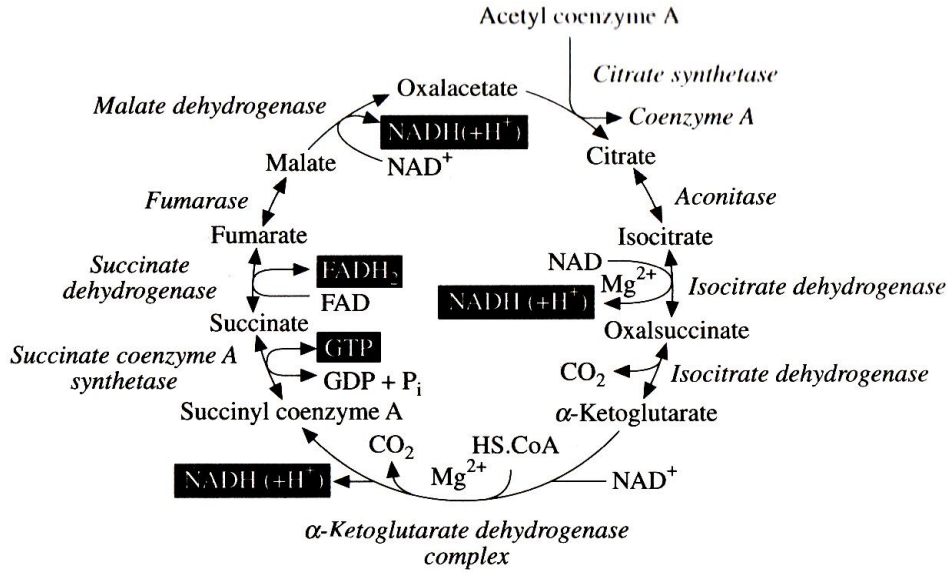 Acetyl coenzyme A
Citrate synthetase
Oxalacetate
Malate dehydrogenase
Coenzyme A
NADH(+H⁺)
NAD⁺
Citrate
Malate
Aconitase
Fumarase
Isocitrate
Fumarate
NAD
Mg²⁺
Succinate
dehydrogenase
FADH₂
FAD
NADH (+H⁺)
Isocitrate dehydrogenase
Succinate
Oxalsuccinate
Succinate coenzyme A
synthetase
GTP
GDP + Pᵢ
CO₂
Isocitrate dehydrogenase
Succinyl coenzyme A
α-Ketoglutarate
CO₂
HS.CoA
Mg²⁺
NADH (+H⁺)
NAD⁺
α-Ketoglutarate dehydrogenase
complex